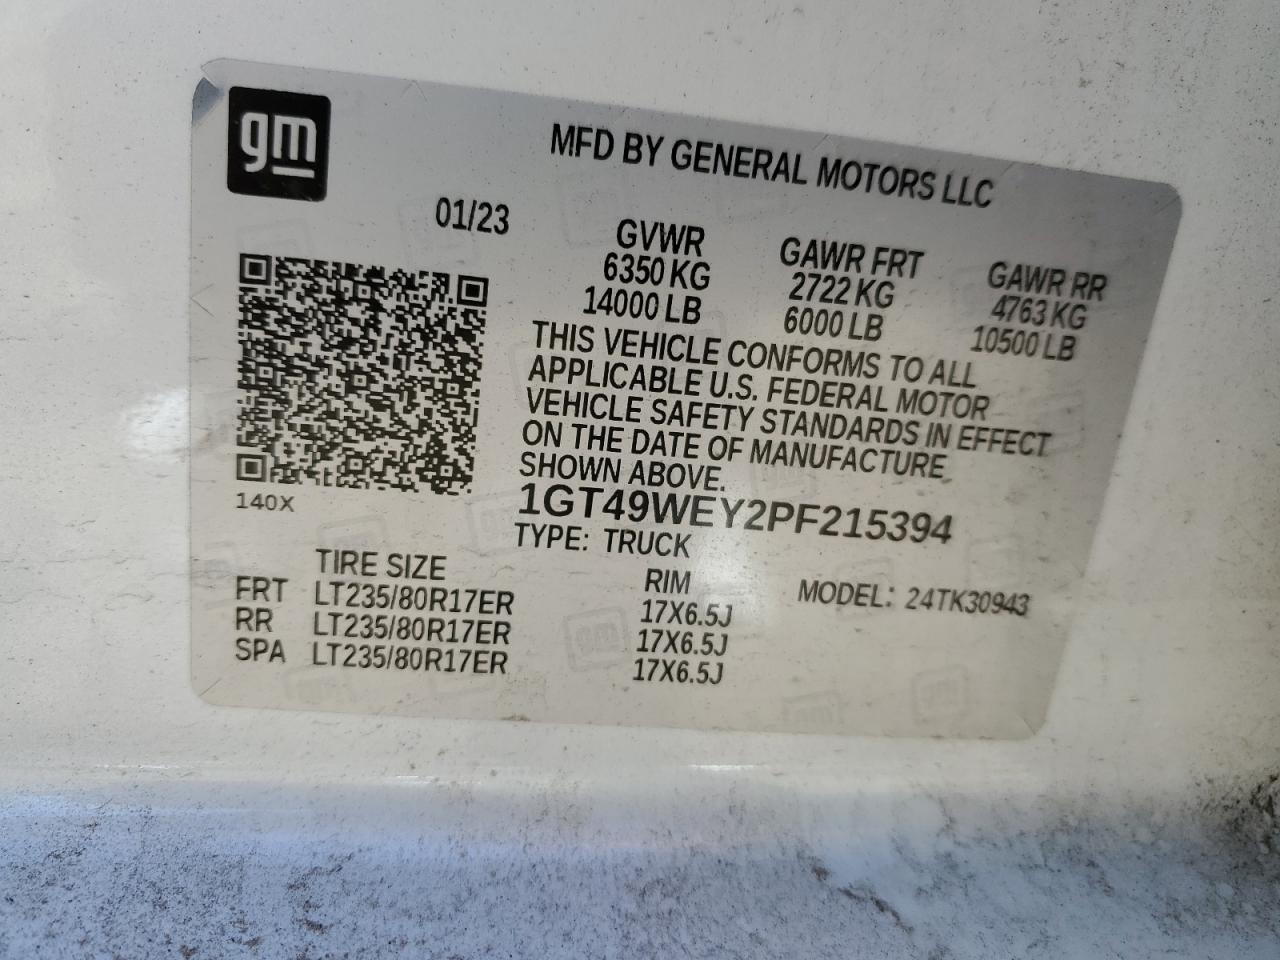 gm
MFD BY GENERAL MOTORS LLC
01/23
GVWR GAWR FRT GAWR RR
6350 KG 2722 KG 4763 KG
14000 LB 6000 LB 10500 LB
THIS VEHICLE CONFORMS TO ALL
APPLICABLE U.S. FEDERAL MOTOR
VEHICLE SAFETY STANDARDS IN EFFECT
ON THE DATE OF MANUFACTURE
SHOWN ABOVE.
140X
1GT49WEY2PF215394
TYPE: TRUCK
TIRE SIZE RIM MODEL: 24TK30943
FRT LT235/80R17ER 17X6.5J
RR LT235/80R17ER 17X6.5J
SPA LT235/80R17ER 17X6.5J